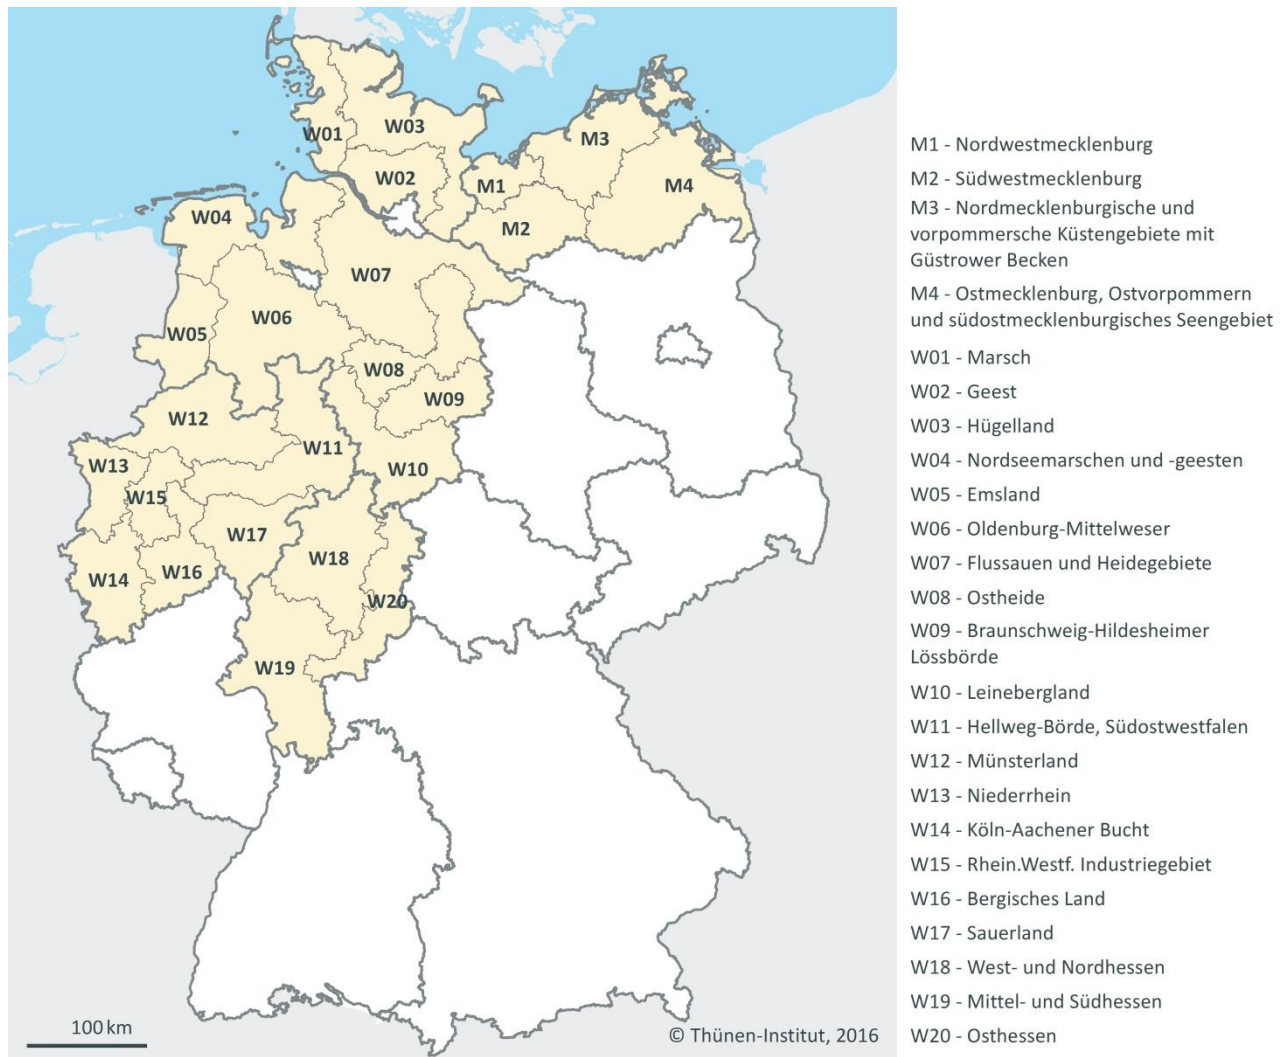 W01
W03
M3
W02
M1
M4
W04
M2
W07
W06
W05
W08
W09
W12
W11
W13
W10
W15
W17
W18
W16
W14
W20
W19
100 km
© Thünen-Institut, 2016
M1 - Nordwestmecklenburg
M2 - Südwestmecklenburg
M3 - Nordmecklenburgische und
vorpommersche Küstengebiete mit
Güstrower Becken
M4 - Ostmecklenburg, Ostvorpommern
und südostmecklenburgisches Seengebiet
W01 - Marsch
W02 - Geest
W03 - Hügelland
W04 - Nordseemarschen und -geesten
W05 - Emsland
W06 - Oldenburg-Mittelweser
W07 - Flussauen und Heidegebiete
W08 - Ostheide
W09 - Braunschweig-Hildesheimer
Lössbörde
W10 - Leinebergland
W11 - Hellweg-Börde, Südostwestfalen
W12 - Münsterland
W13 - Niederrhein
W14 - Köln-Aachener Bucht
W15 - Rhein.Westf. Industriegebiet
W16 - Bergisches Land
W17 - Sauerland
W18 - West- und Nordhessen
W19 - Mittel- und Südhessen
W20 - Osthessen